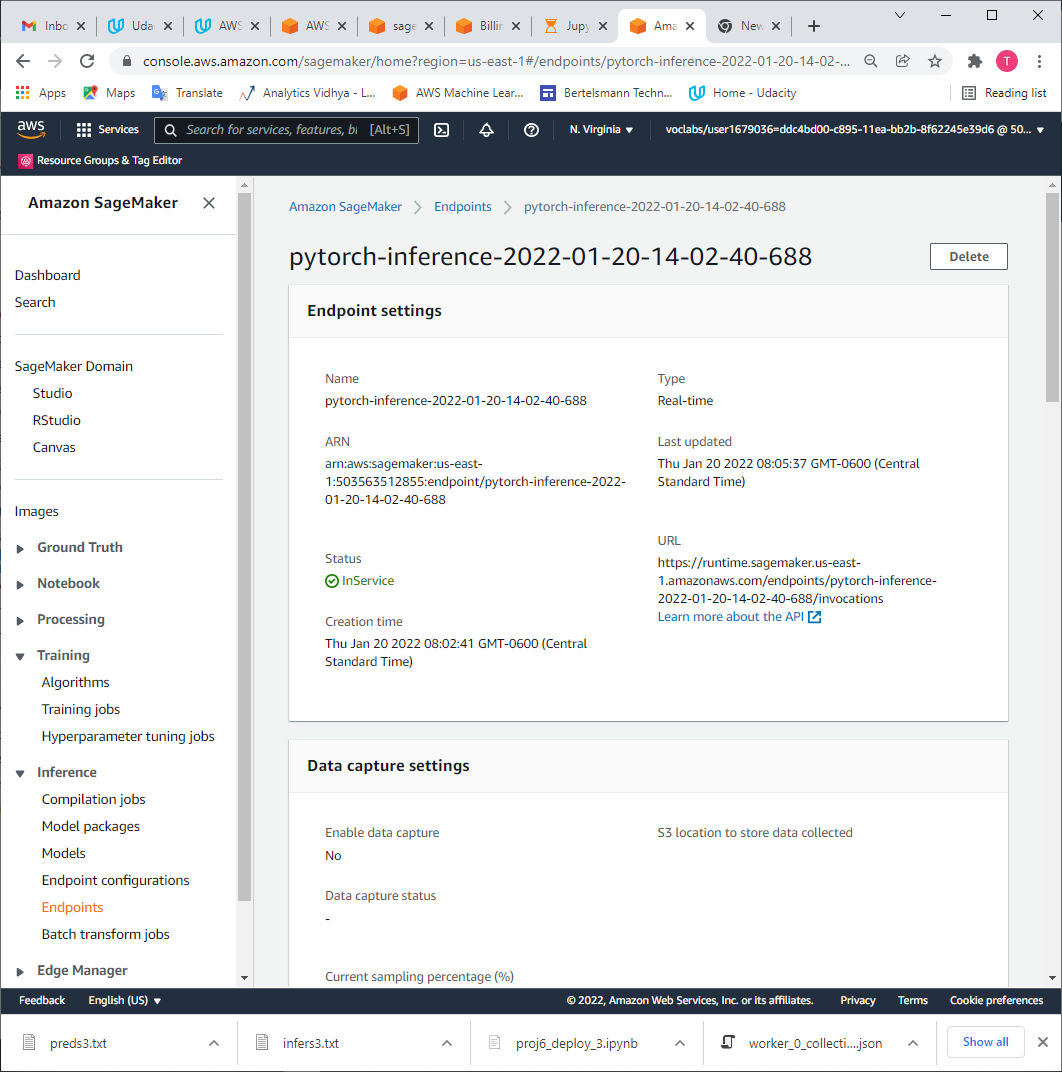 Inbo
Uda
AWS
AWS
sage
Billin
Jupy
Ama
New
console.aws.amazon.com/sagemaker/home?region=us-east-1#/endpoints/pytorch-inference-2022-01-20-14-02-...
T
Apps
Maps
Translate
Analytics Vidhya - L...
AWS Machine Lear...
Bertelsmann Techn...
Home - Udacity
Reading list
aws
Services
Search for services, features, bl [Alt+S]
N. Virginia
voclabs/user1679036=ddc4bd00-c895-11ea-bb2b-8f62245e39d6 @ 50...
Resource Groups & Tag Editor
Amazon SageMaker
Dashboard
Search
SageMaker Domain
Studio
RStudio
Canvas
Images
Ground Truth
Notebook
Processing
Training
Algorithms
Training jobs
Hyperparameter tuning jobs
Inference
Compilation jobs
Model packages
Models
Endpoint configurations
Endpoints
Batch transform jobs
Edge Manager
Amazon SageMaker
Endpoints
pytorch-inference-2022-01-20-14-02-40-688
pytorch-inference-2022-01-20-14-02-40-688
Delete
Endpoint settings
Name
pytorch-inference-2022-01-20-14-02-40-688
Type
Real-time
ARN
arn:aws:sagemaker:us-east-
1:503563512855:endpoint/pytorch-inference-2022-
01-20-14-02-40-688
Last updated
Thu Jan 20 2022 08:05:37 GMT-0600 (Central
Standard Time)
Status
InService
URL
https://runtime.sagemaker.us-east-
1.amazonaws.com/endpoints/pytorch-inference-
2022-01-20-14-02-40-688/invocations
Learn more about the API
Creation time
Thu Jan 20 2022 08:02:41 GMT-0600 (Central
Standard Time)
Data capture settings
Enable data capture
No
S3 location to store data collected
Data capture status
-
Current sampling percentage (%)
Feedback
English (US)
© 2022, Amazon Web Services, Inc. or its affiliates.
Privacy
Terms
Cookie preferences
preds3.txt
infers3.txt
proj6_deploy_3.ipynb
worker_0_collecti....json
Show all